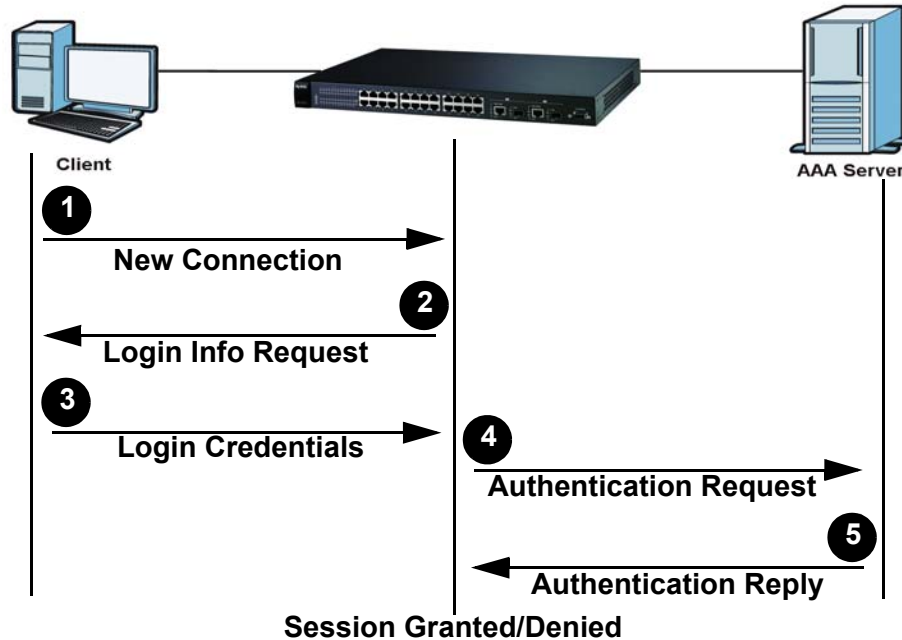 Client
AAA Server
1
New Connection
2
Login Info Request
3
Login Credentials
4
Authentication Request
5
Authentication Reply
Session Granted/Denied